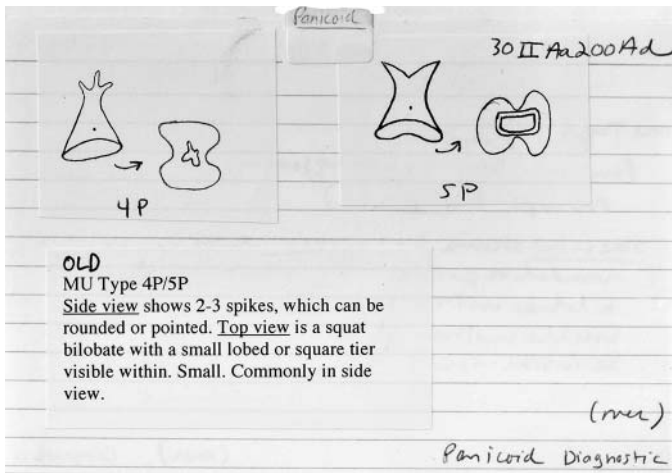 Panicoid
30 II Aa200Ad
4P
5P
OLD
MU Type 4P/5P
Side view shows 2-3 spikes, which can be
rounded or pointed. Top view is a squat
bilobate with a small lobed or square tier
visible within. Small. Commonly in side
view.
(over)
Panicoid Diagnostic